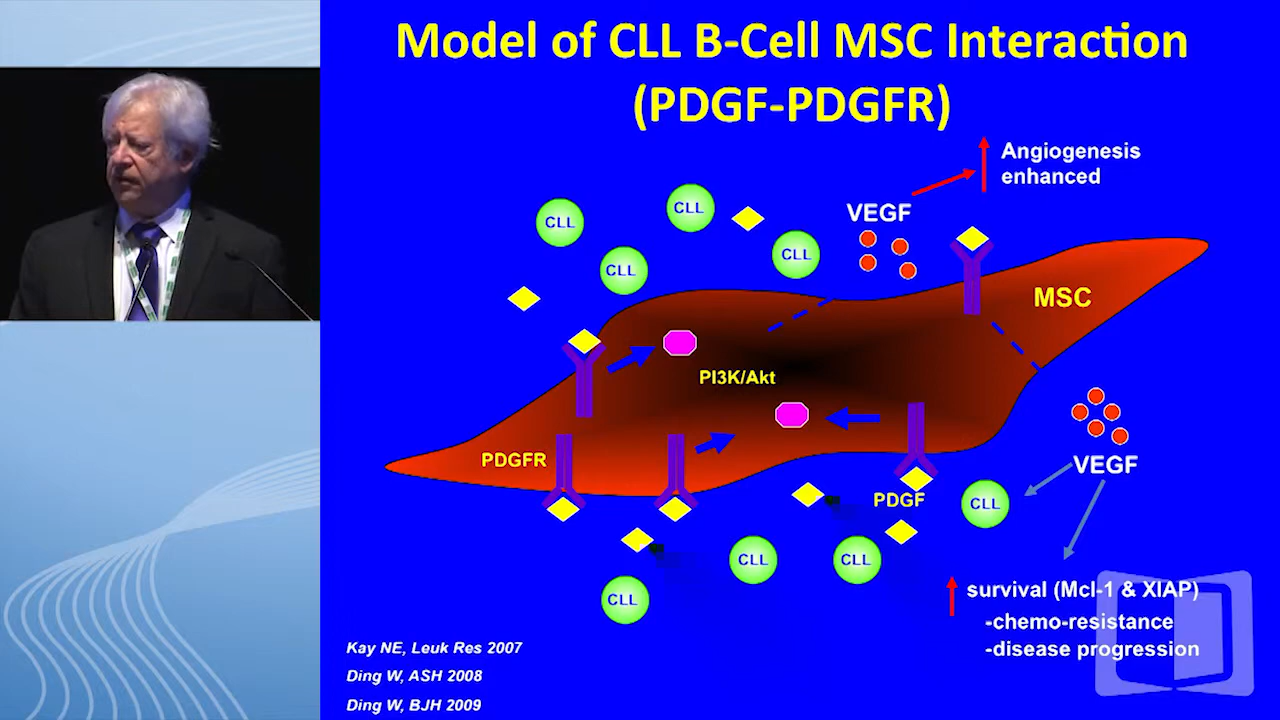 Model of CLL B-Cell MSC Interaction
(PDGF-PDGFR)
Angiogenesis
enhanced
VEGF
CLL
CLL
CLL
CLL
MSC
PI3K/Akt
PDGFR
PDGF
VEGF
CLL
CLL
CLL
CLL
survival (Mcl-1 & XIAP)
-chemo-resistance
-disease progression
Kay NE, Leuk Res 2007
Ding W, ASH 2008
Ding W, BJH 2009